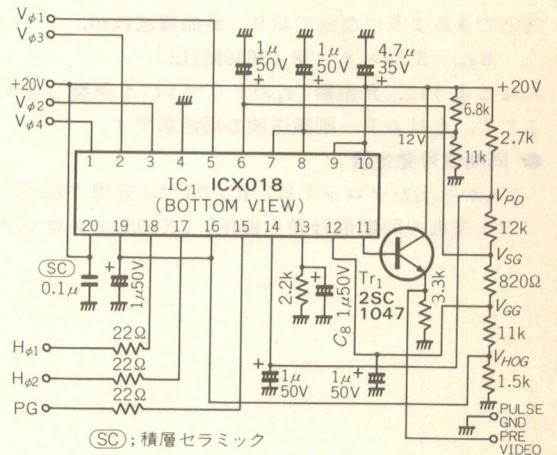 Vφ1
Vφ3
+20V
Vφ2
Vφ4
1μ
50V
1μ
50V
4.7μ
35V
+20V
6.8k
12V
11k
2.7k
1 2 3 4 5 6 7 8 9 10
IC1 ICX018
(BOTTOM VIEW)
20 19 18 17 16 15 14 13 12 11
VPD
12k
VSG
820Ω
VGG
11k
VHOG
1.5k
SC
0.1μ
1μ50V
2.2k
C8 1μ50V
Tr1
2SC
1047
3.3k
Hφ1
22Ω
Hφ2
22Ω
PG
22Ω
1μ
50V
1μ
50V
PULSE
GND
PRE
VIDEO
SC ; 積層セラミック